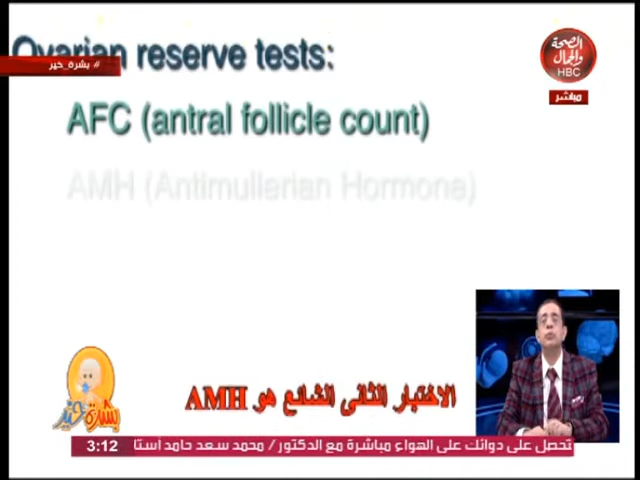 Ovarian reserve tests:
# بشرة_خير
الصحة
والجمال
HBC
مباشر
AFC (antral follicle count)
AMH (Antimullerian Hormone)
الاختبار الثانى الشائع هو AMH
بشرة خير
3:12
تحصل على دوائك على الهواء مباشرة مع الدكتور/ محمد سعد حامد أستا